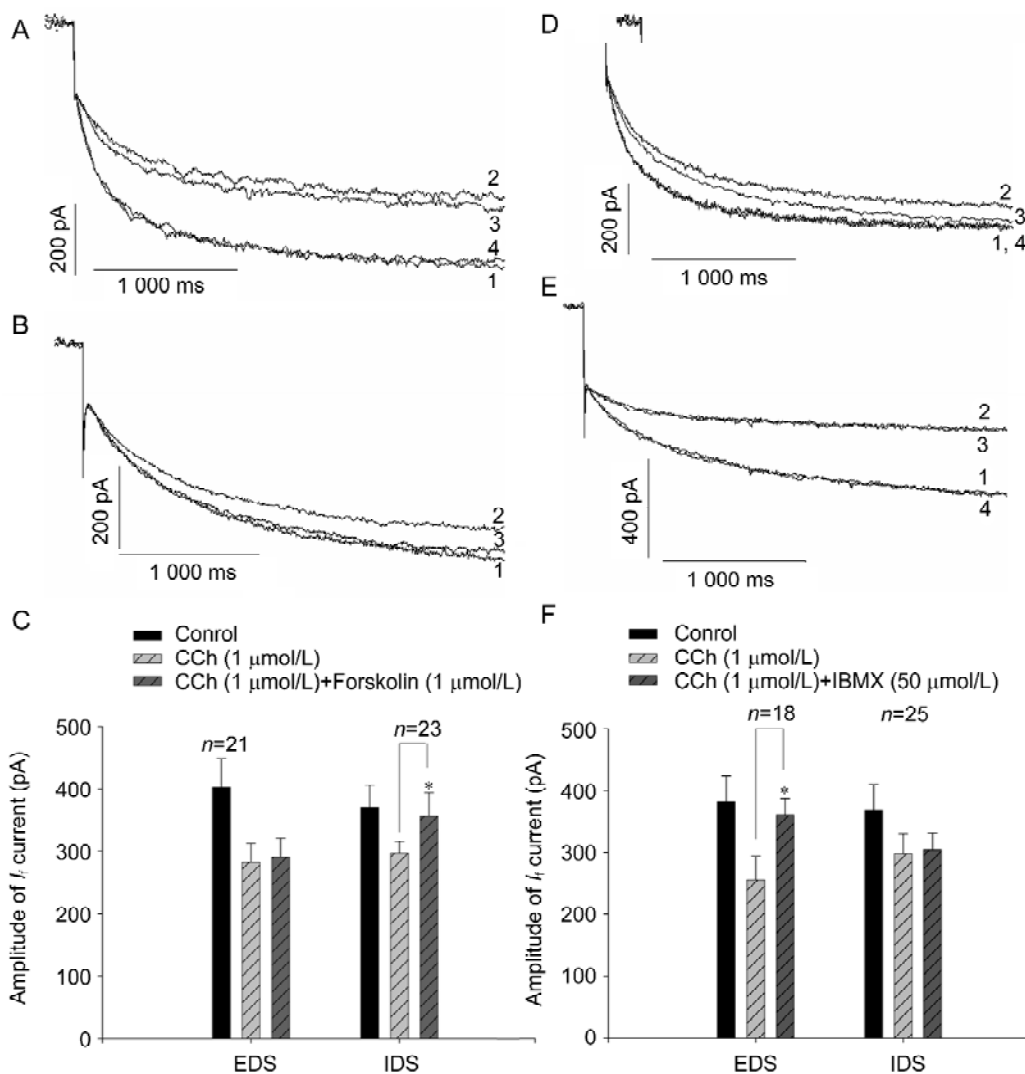 A
2
3
4
1
200 pA
1 000 ms
B
2
3
1
200 pA
1 000 ms
C
Conrol
CCh (1 μmol/L)
CCh (1 μmol/L)+Forskolin (1 μmol/L)
n=21
n=23
*
Amplitude of If current (pA)
500
400
300
200
100
0
EDS
IDS
D
2
3
1, 4
200 pA
1 000 ms
E
2
3
1
4
400 pA
1 000 ms
F
Conrol
CCh (1 μmol/L)
CCh (1 μmol/L)+IBMX (50 μmol/L)
n=18
n=25
*
Amplitude of If current (pA)
500
400
300
200
100
0
EDS
IDS